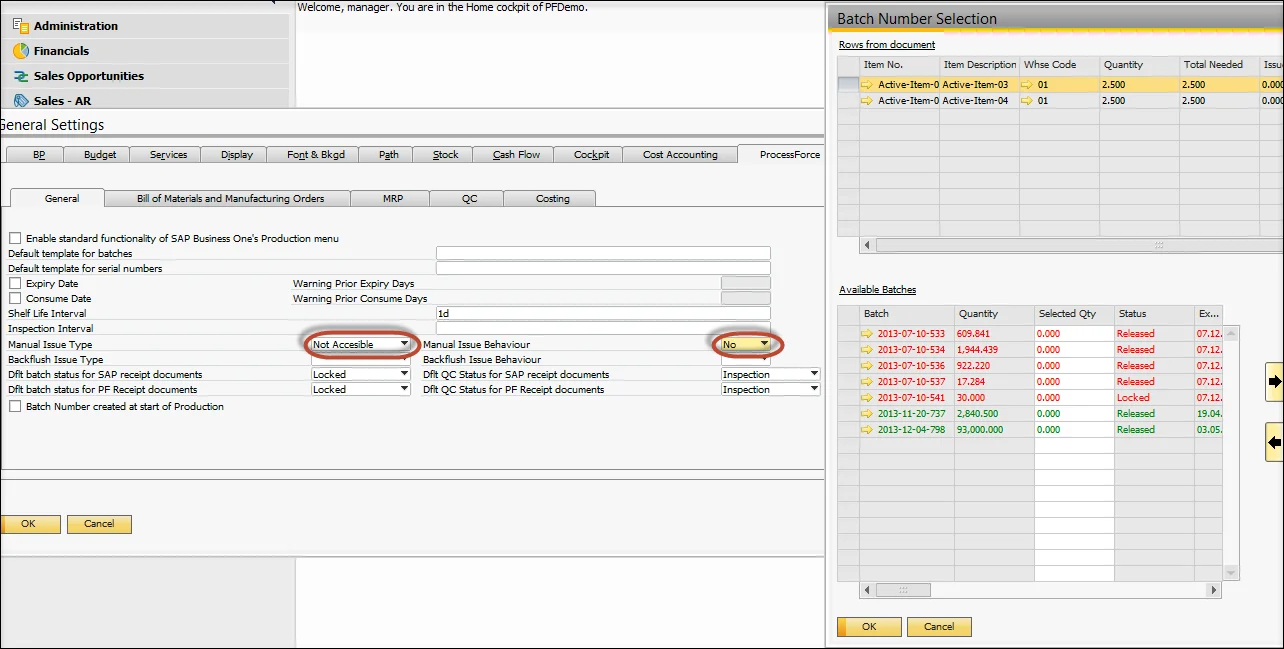 Welcome, manager. You are in the Home cockpit of PFDemo.
Administration
Financials
Sales Opportunities
Sales - AR
General Settings
BP Budget Services Display Font & Bkgd Path Stock Cash Flow Cockpit Cost Accounting ProcessForce
General Bill of Materials and Manufacturing Orders MRP QC Costing
Enable standard functionality of SAP Business One's Production menu
Default template for batches
Default template for serial numbers
Expiry Date Warning Prior Expiry Days
Consume Date Warning Prior Consume Days
Shelf Life Interval 1d
Inspection Interval
Manual Issue Type Not Accesible Manual Issue Behaviour No
Backflush Issue Type Backflush Issue Behaviour
Dflt batch status for SAP receipt documents Locked Dflt QC Status for SAP receipt documents Inspection
Dflt batch status for PF Receipt documents Locked Dflt QC Status for PF Receipt documents Inspection
Batch Number created at start of Production
OK Cancel
Batch Number Selection
Rows from document
Item No. Item Description Whse Code Quantity Total Needed Issu
Active-Item-0 Active-Item-03 01 2.500 2.500 0.000
Active-Item-0 Active-Item-04 01 2.500 2.500 0.000
Available Batches
Batch Quantity Selected Qty Status Ex...
2013-07-10-533 609.841 0.000 Released 07.12.
2013-07-10-534 1,944.439 0.000 Released 07.12.
2013-07-10-536 922.220 0.000 Released 07.12.
2013-07-10-537 17.284 0.000 Released 07.12.
2013-07-10-541 30.000 0.000 Locked 07.12.
2013-11-20-737 2,840.500 0.000 Released 19.04.
2013-12-04-798 93,000.000 0.000 Released 03.05.
OK Cancel